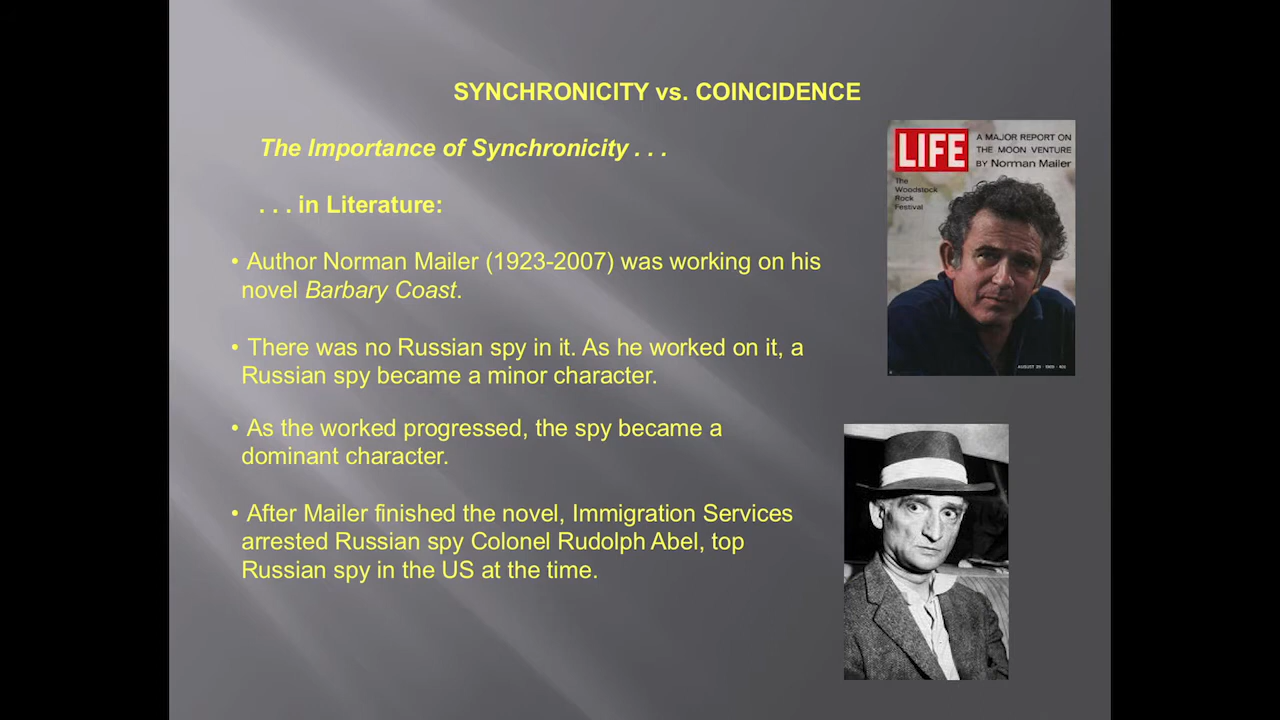 SYNCHRONICITY vs. COINCIDENCE
The Importance of Synchronicity . . .
. . . in Literature:
• Author Norman Mailer (1923-2007) was working on his
novel Barbary Coast.
• There was no Russian spy in it. As he worked on it, a
Russian spy became a minor character.
• As the worked progressed, the spy became a
dominant character.
• After Mailer finished the novel, Immigration Services
arrested Russian spy Colonel Rudolph Abel, top
Russian spy in the US at the time.
LIFE
A MAJOR REPORT ON
THE MOON VENTURE
BY Norman Mailer
The
Woodstock
Rock
Festival